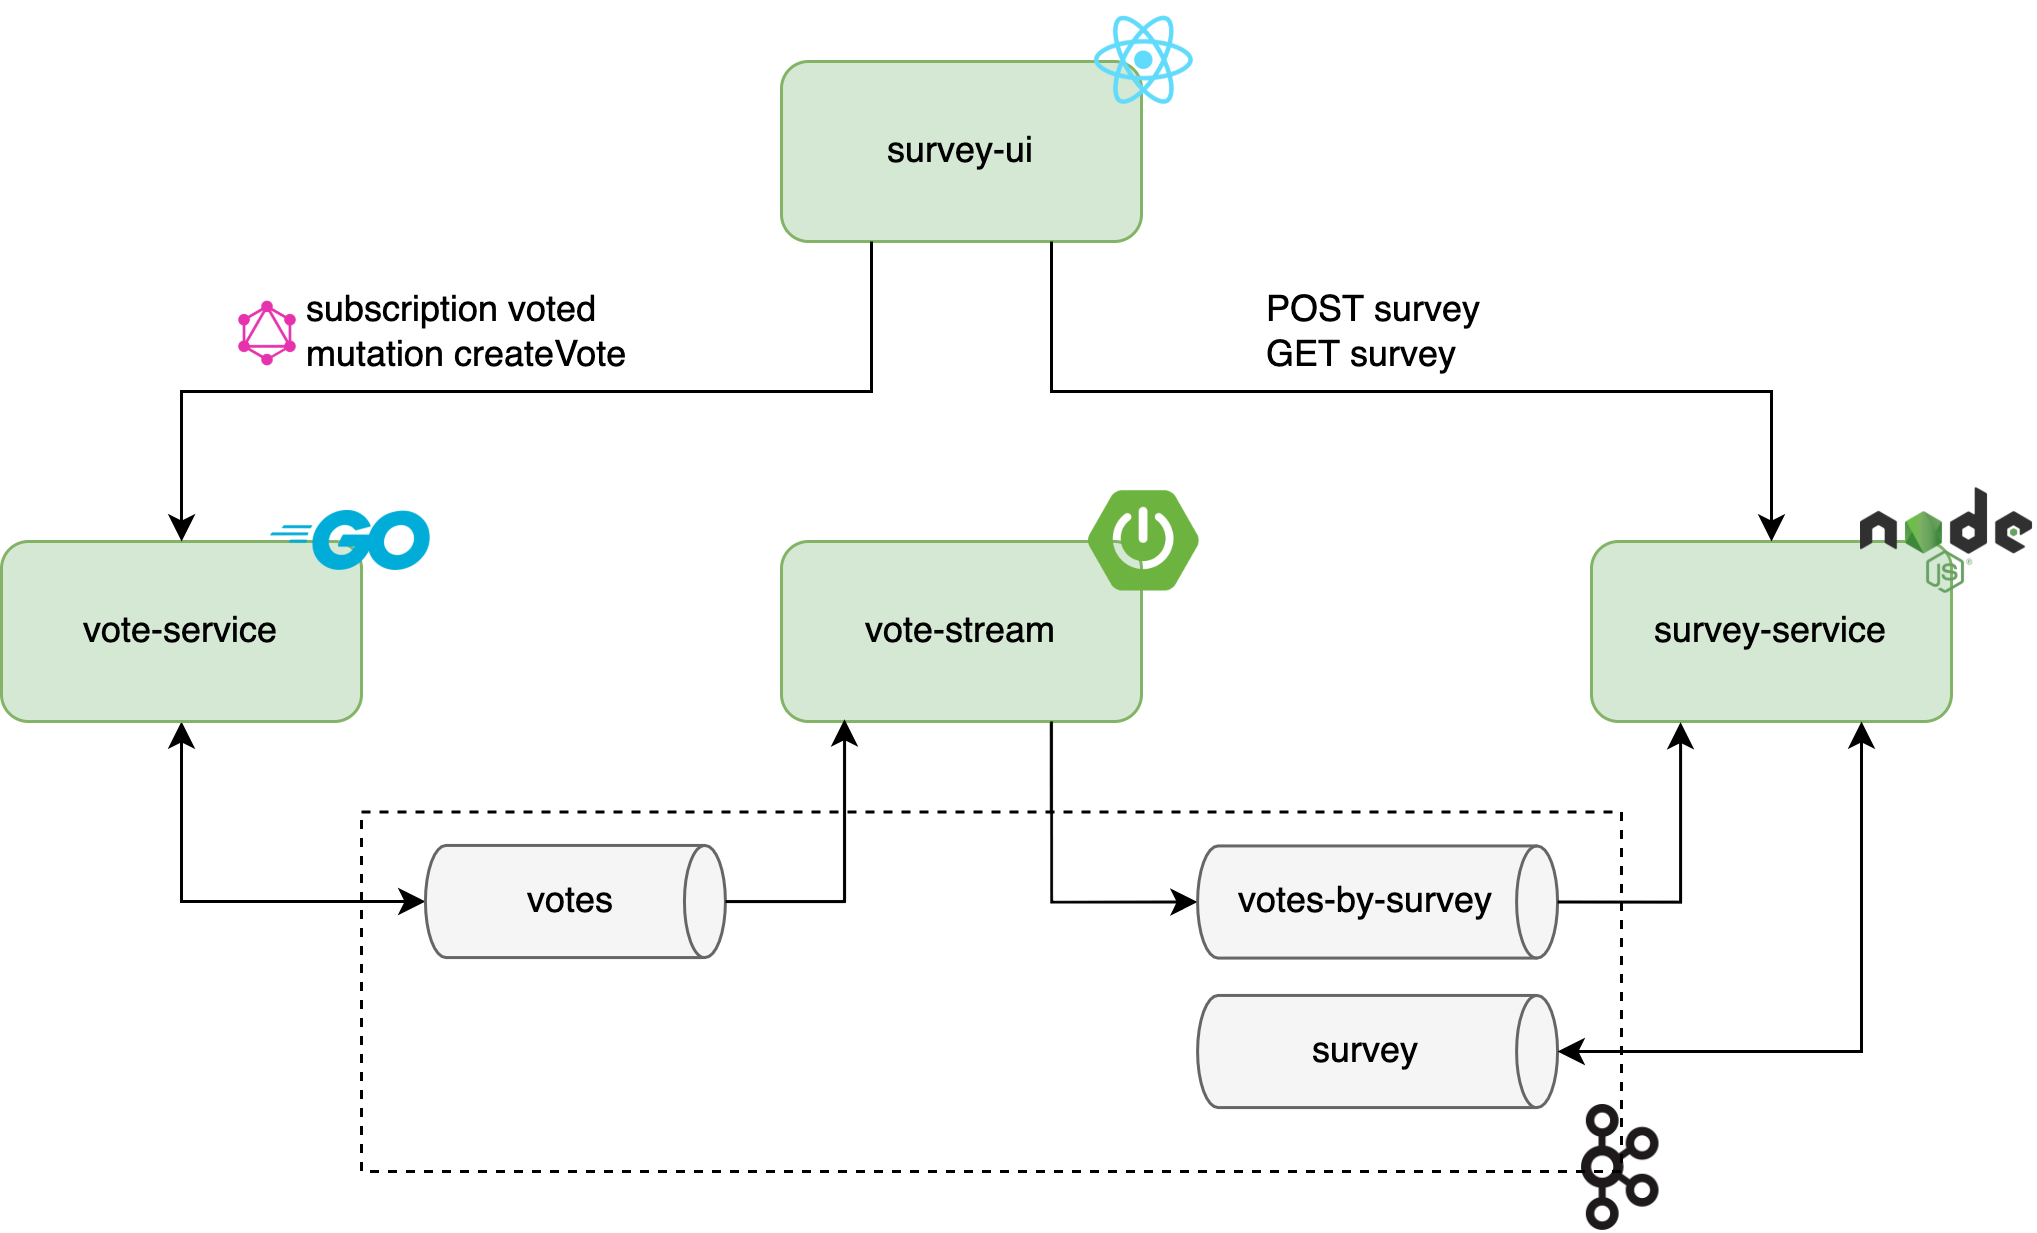 survey-ui
subscription voted
mutation createVote
POST survey
GET survey
GO
node
JS
®
vote-service
vote-stream
survey-service
votes
votes-by-survey
survey